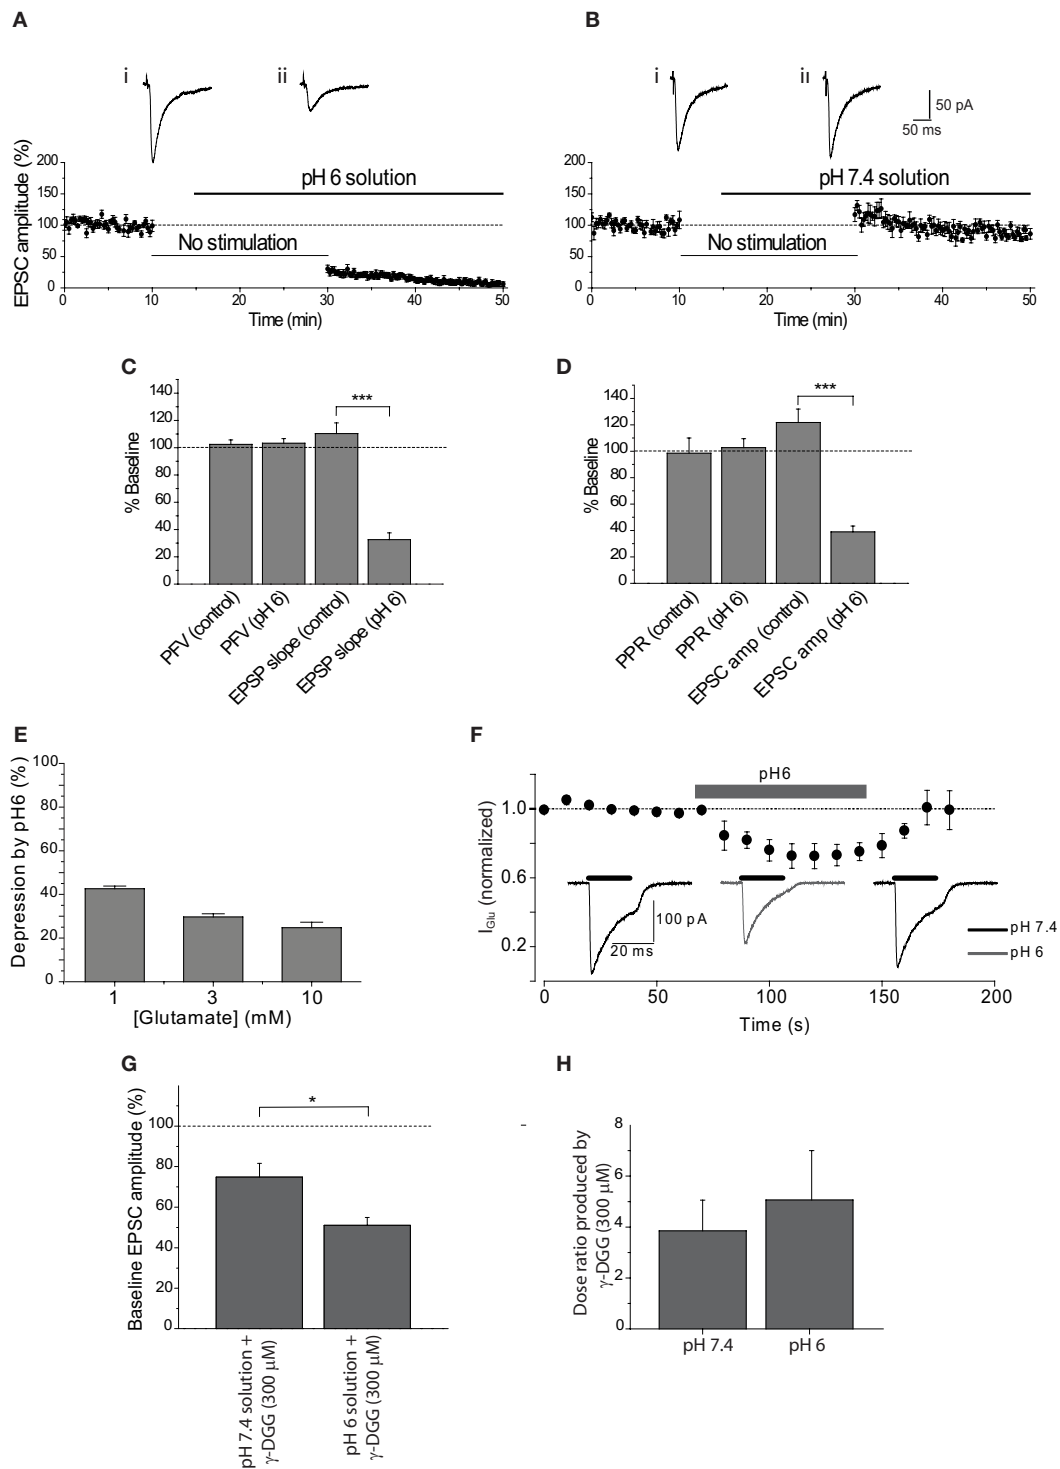 A
B
i
ii
i
ii
50 pA
50 ms
EPSC amplitude (%)
200
150
100
50
0
pH 6 solution
No stimulation
0 10 20 30 40 50
Time (min)
200
150
100
50
0
pH 7.4 solution
No stimulation
0 10 20 30 40 50
Time (min)
C
% Baseline
140
120
100
80
60
40
20
0
***
PFV (control)
PFV (pH 6)
EPSP slope (control)
EPSP slope (pH 6)
D
% Baseline
140
120
100
80
60
40
20
0
***
PPR (control)
PPR (pH 6)
EPSC amp (control)
EPSC amp (pH 6)
E
Depression by pH6 (%)
100
80
60
40
20
0
1 3 10
[Glutamate] (mM)
F
pH6
I Glu (normalized)
1.0
0.6
0.2
100 pA
20 ms
pH 7.4
pH 6
0 50 100 150 200
Time (s)
G
Baseline EPSC amplitude (%)
100
80
60
40
20
0
*
pH 7.4 solution +
γ-DGG (300 μM)
pH 6 solution +
γ-DGG (300 μM)
H
Dose ratio produced by
γ-DGG (300 μM)
8
6
4
2
0
pH 7.4
pH 6